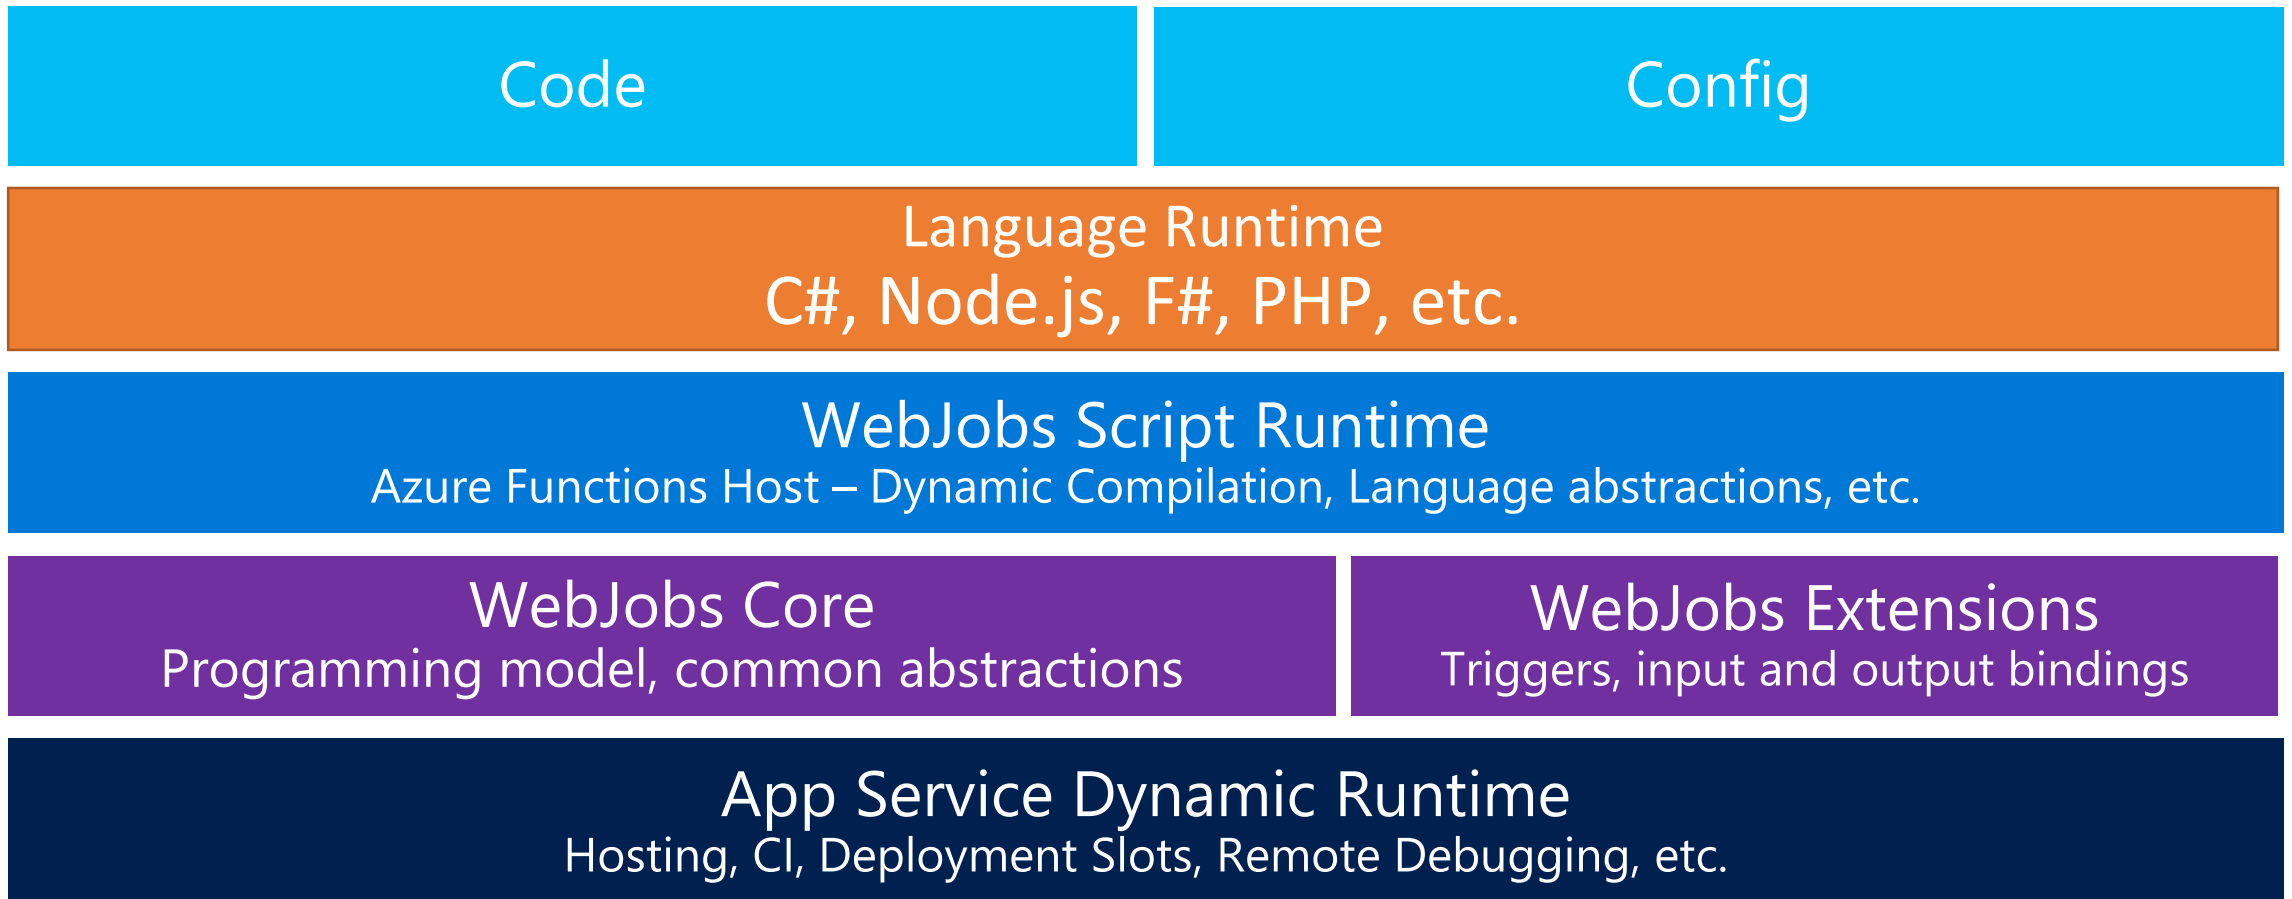 Code
Config
Language Runtime
C#, Node.js, F#, PHP, etc.
WebJobs Script Runtime
Azure Functions Host – Dynamic Compilation, Language abstractions, etc.
WebJobs Core
Programming model, common abstractions
WebJobs Extensions
Triggers, input and output bindings
App Service Dynamic Runtime
Hosting, CI, Deployment Slots, Remote Debugging, etc.